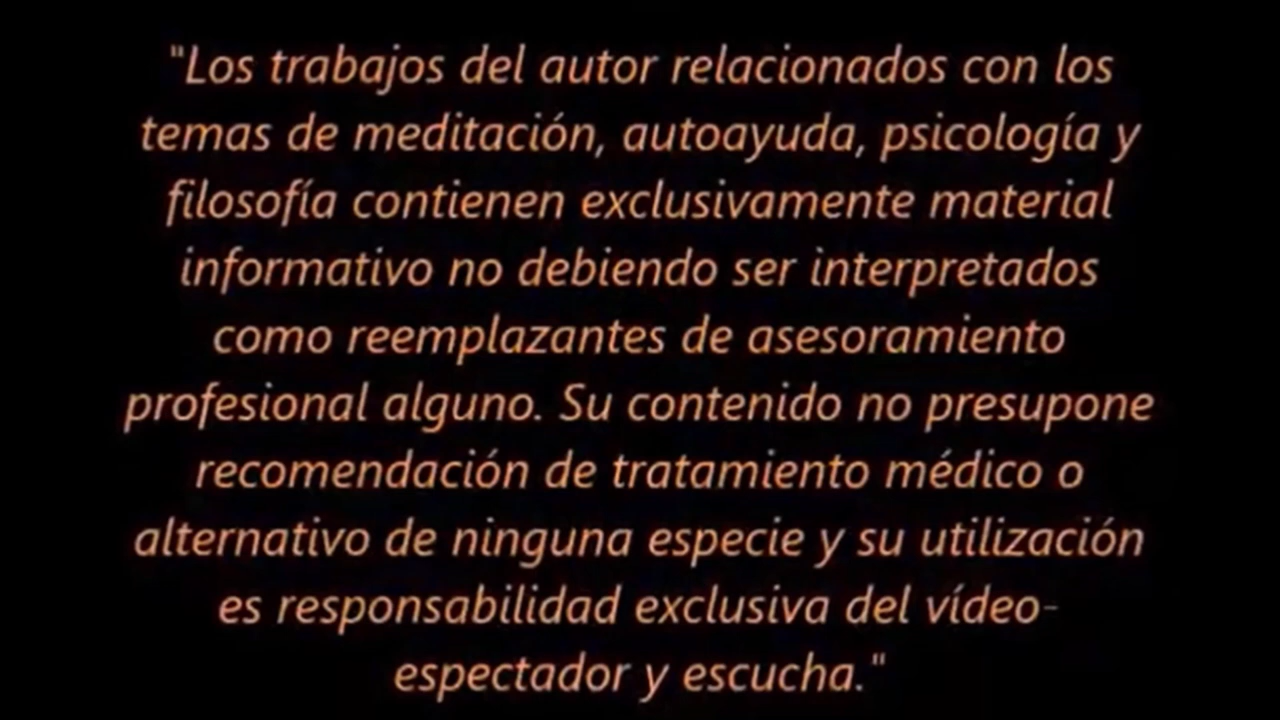 "Los trabajos del autor relacionados con los
temas de meditación, autoayuda, psicología y
filosofía contienen exclusivamente material
informativo no debiendo ser interpretados
como reemplazantes de asesoramiento
profesional alguno. Su contenido no presupone
recomendación de tratamiento médico o
alternativo de ninguna especie y su utilización
es responsabilidad exclusiva del vídeo-
espectador y escucha."